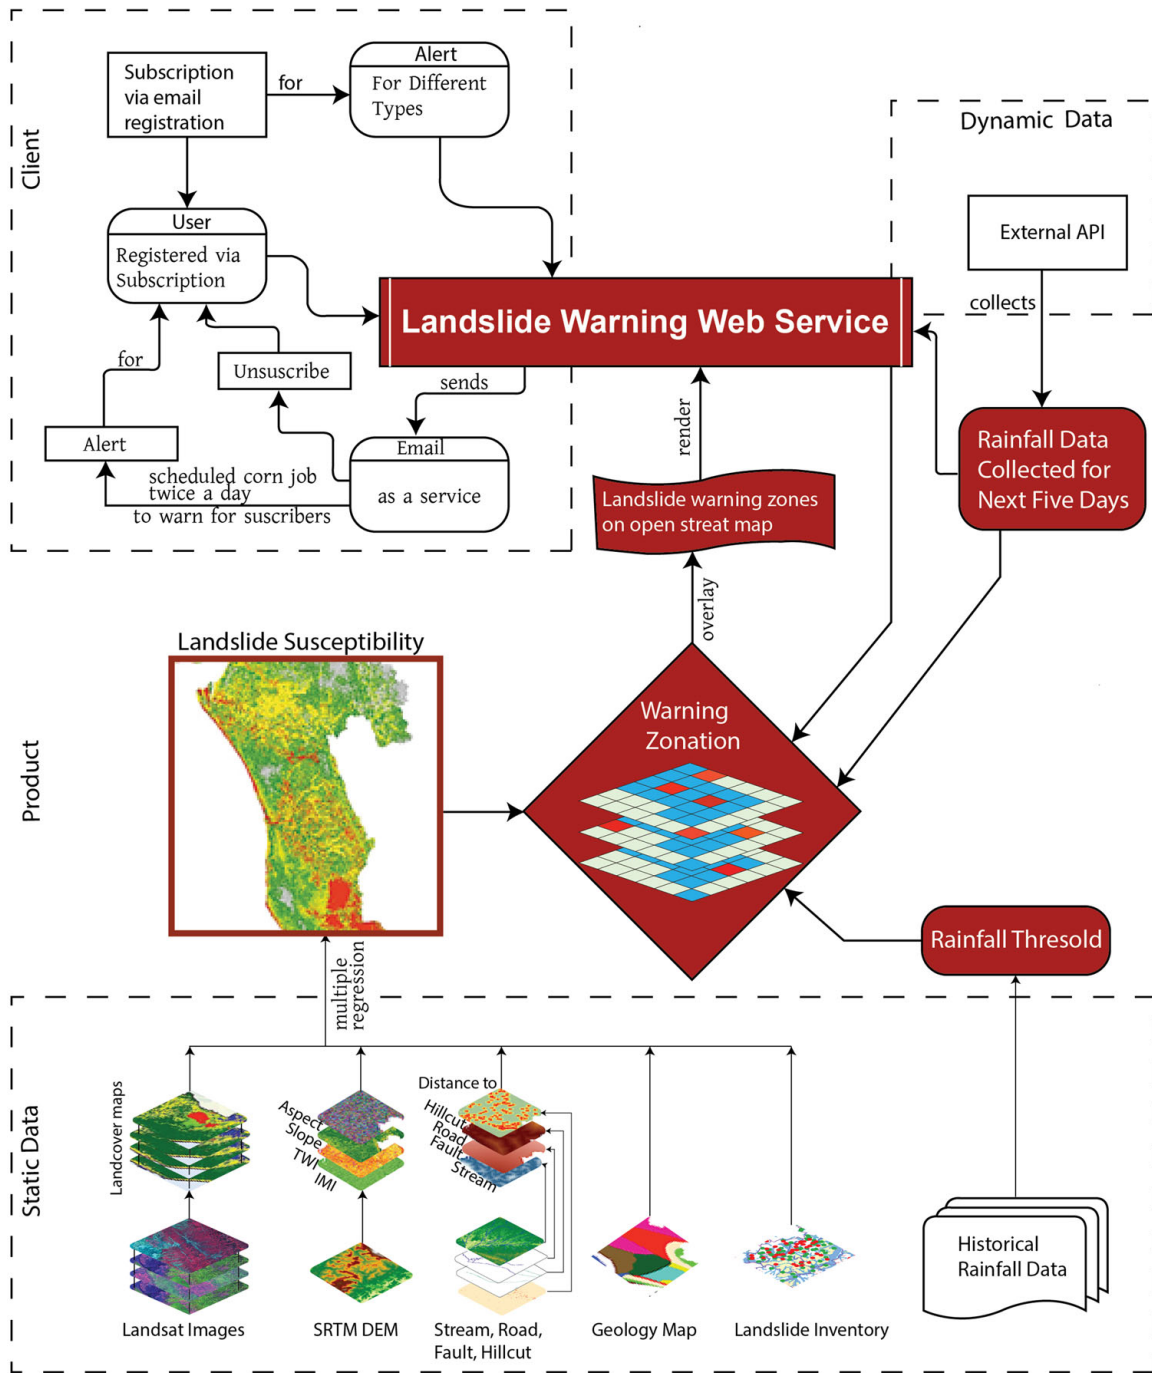 Client
Subscription
via email
registration
for
Alert
For Different
Types
User
Registered via
Subscription
for
Unsuscribe
Alert
sends
Email
as a service
scheduled corn job
twice a day
to warn for suscribers
Dynamic Data
External API
collects
Landslide Warning Web Service
Rainfall Data
Collected for
Next Five Days
render
Landslide warning zones
on open streat map
overlay
Product
Landslide Susceptibility
Warning
Zonation
Rainfall Thresold
multiple
regression
Static Data
Landcover maps
Aspect
Slope
TWI
IMI
Distance to
Hillcut
Road
Fault
Stream
Landsat Images
SRTM DEM
Stream, Road,
Fault, Hillcut
Geology Map
Landslide Inventory
Historical
Rainfall Data